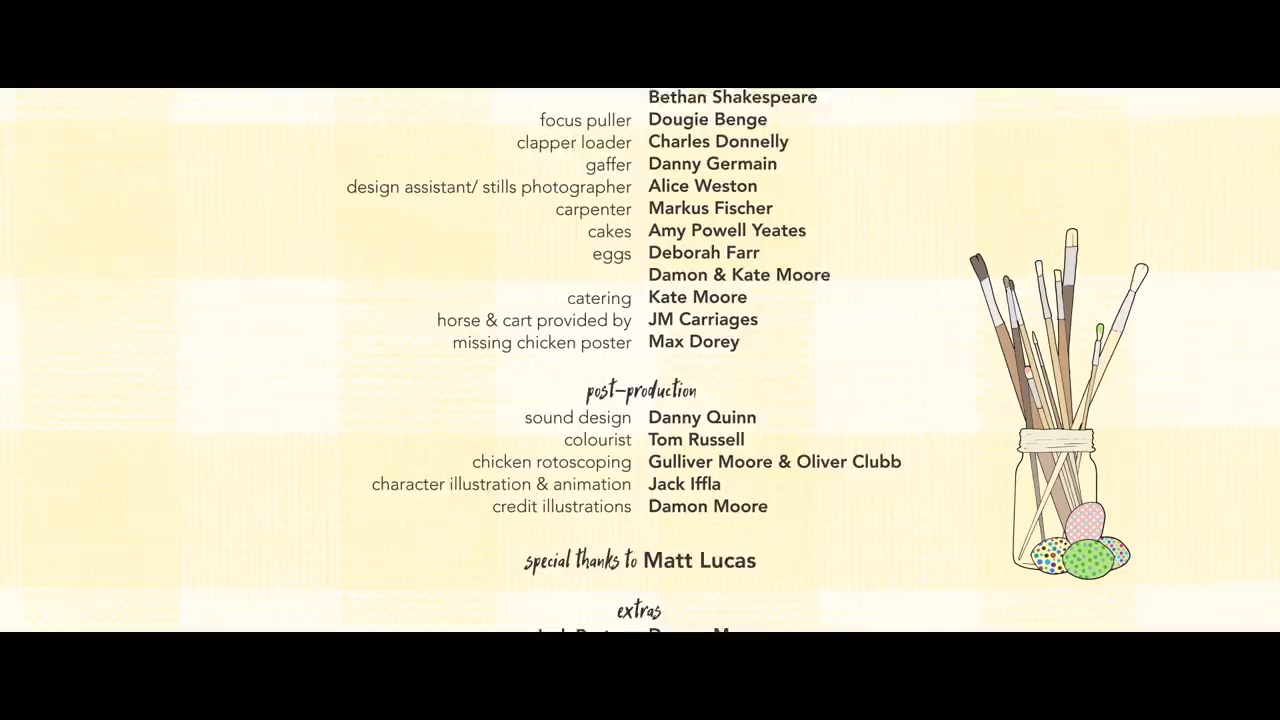 Bethan Shakespeare
focus puller Dougie Benge
clapper loader Charles Donnelly
gaffer Danny Germain
design assistant/ stills photographer Alice Weston
carpenter Markus Fischer
cakes Amy Powell Yeates
eggs Deborah Farr
Damon & Kate Moore
catering Kate Moore
horse & cart provided by JM Carriages
missing chicken poster Max Dorey
post-production
sound design Danny Quinn
colourist Tom Russell
chicken rotoscoping Gulliver Moore & Oliver Clubb
character illustration & animation Jack Iffla
credit illustrations Damon Moore
special thanks to Matt Lucas
extras